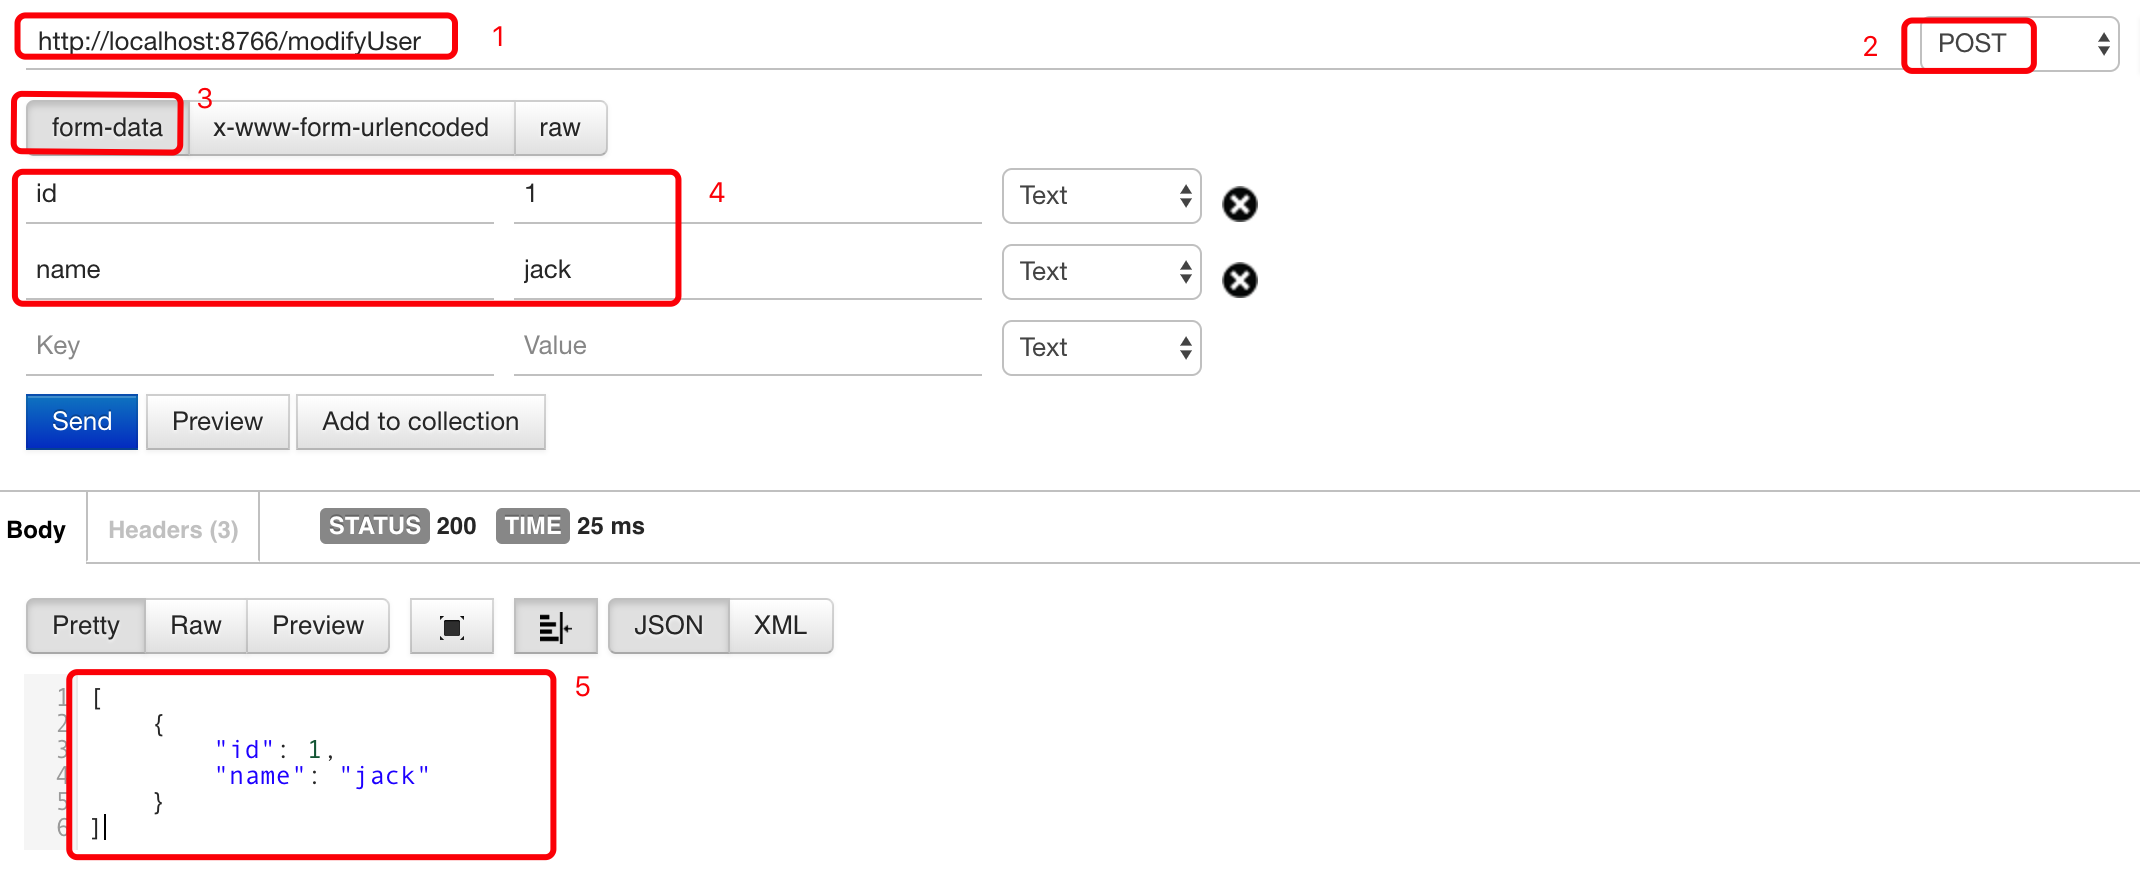 http://localhost:8766/modifyUser 1 2 POST
3
form-data x-www-form-urlencoded raw
id 1 4 Text
name jack Text
Key Value Text
Send Preview Add to collection
Body Headers (3) STATUS 200 TIME 25 ms
Pretty Raw Preview JSON XML
5
1 [
2 {
3 "id": 1,
4 "name": "jack"
5 }
6 ]